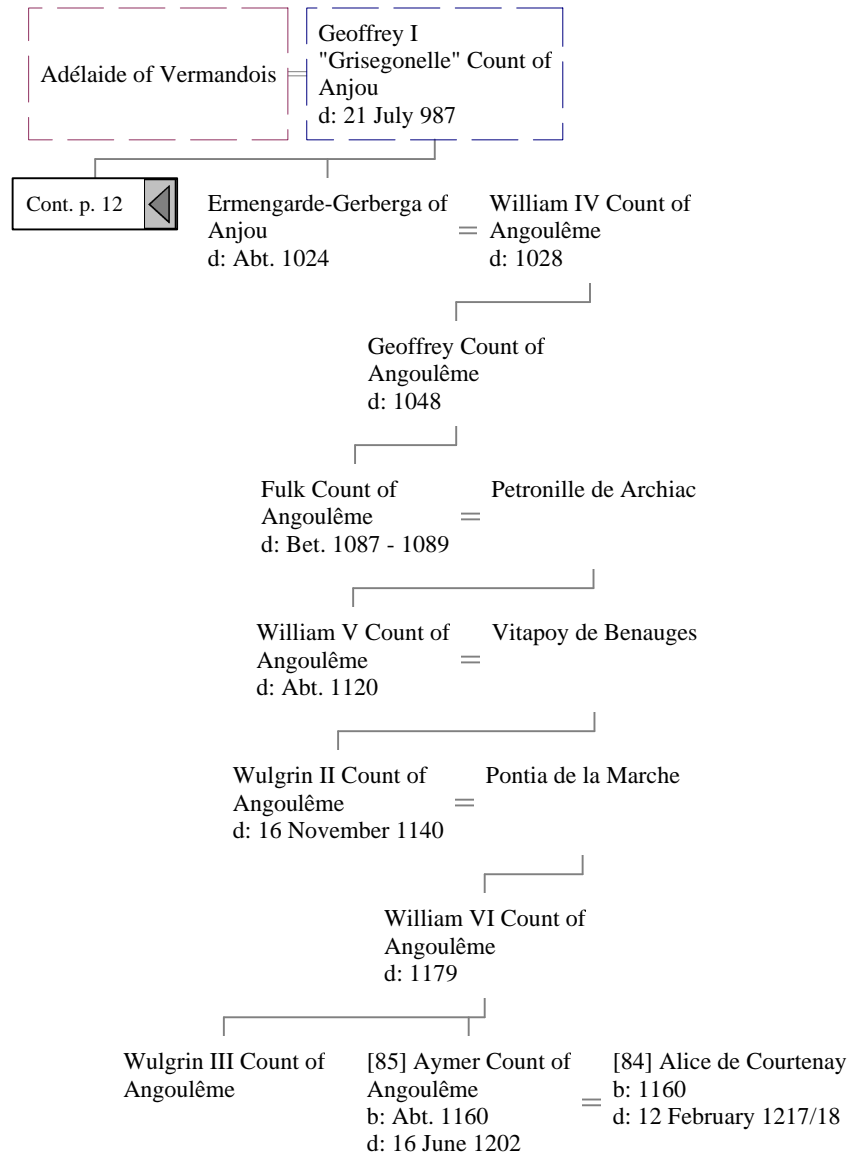 Adélaide of Vermandois
Geoffrey I
"Grisegonelle" Count of
Anjou
d: 21 July 987
Cont. p. 12
Ermengarde-Gerberga of
Anjou
d: Abt. 1024
William IV Count of
Angoulême
d: 1028
Geoffrey Count of
Angoulême
d: 1048
Fulk Count of
Angoulême
d: Bet. 1087 - 1089
Petronille de Archiac
William V Count of
Angoulême
d: Abt. 1120
Vitapoy de Benauges
Wulgrin II Count of
Angoulême
d: 16 November 1140
Pontia de la Marche
William VI Count of
Angoulême
d: 1179
Wulgrin III Count of
Angoulême
[85] Aymer Count of
Angoulême
b: Abt. 1160
d: 16 June 1202
[84] Alice de Courtenay
b: 1160
d: 12 February 1217/18